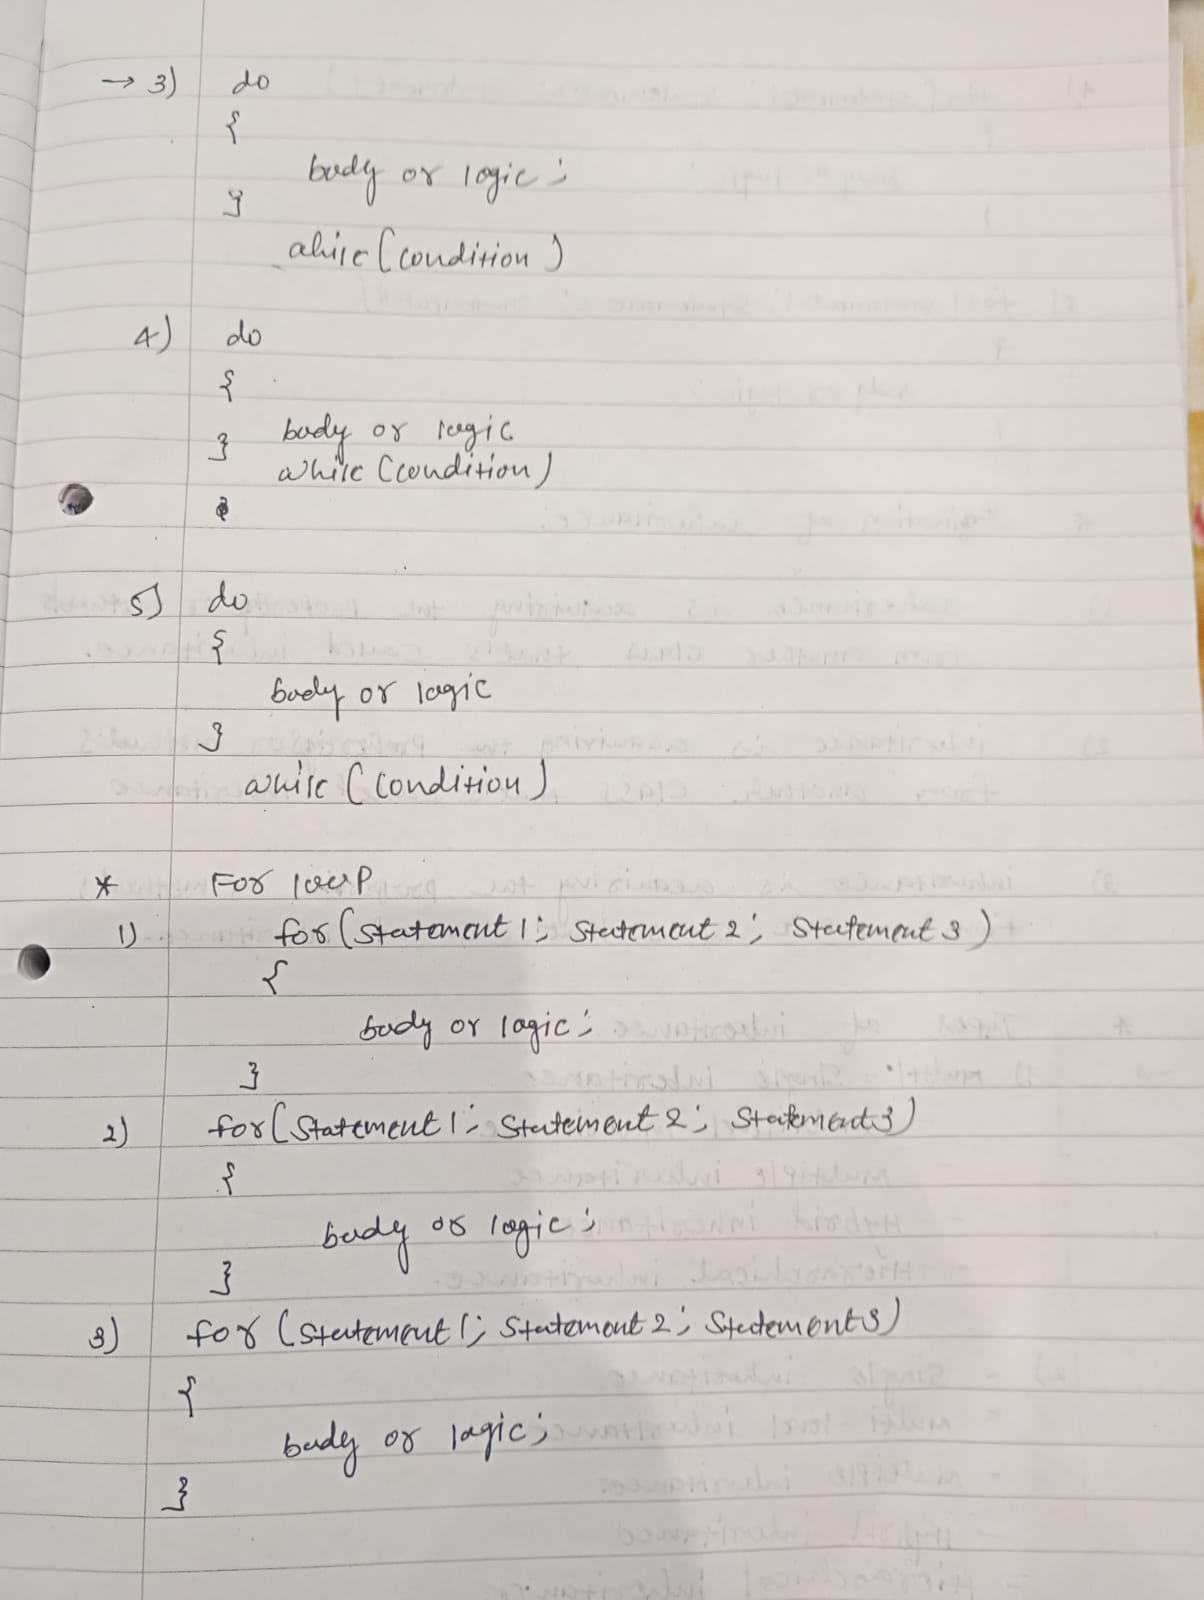 → 3) do
{
body or logic;
}
while (condition)
4) do
{
body or logic
}
while (condition)
5) do
{
body or logic
}
while (condition)
* For loop
1) for (Statement 1; Statement 2; Statement 3)
{
body or logic;
}
2) for (Statement 1; Statement 2; Statement 3)
{
body or logic;
}
3) for (Statement 1; Statement 2; Statement 3)
{
body or logic;
}